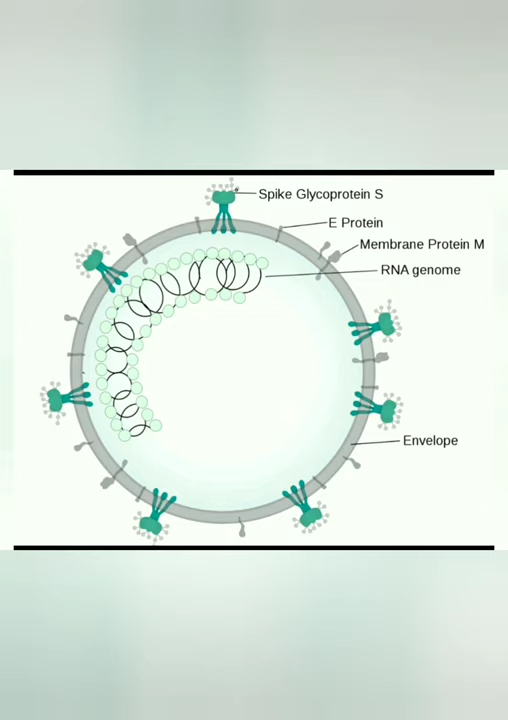 Spike Glycoprotein S
E Protein
Membrane Protein M
RNA genome
Envelope